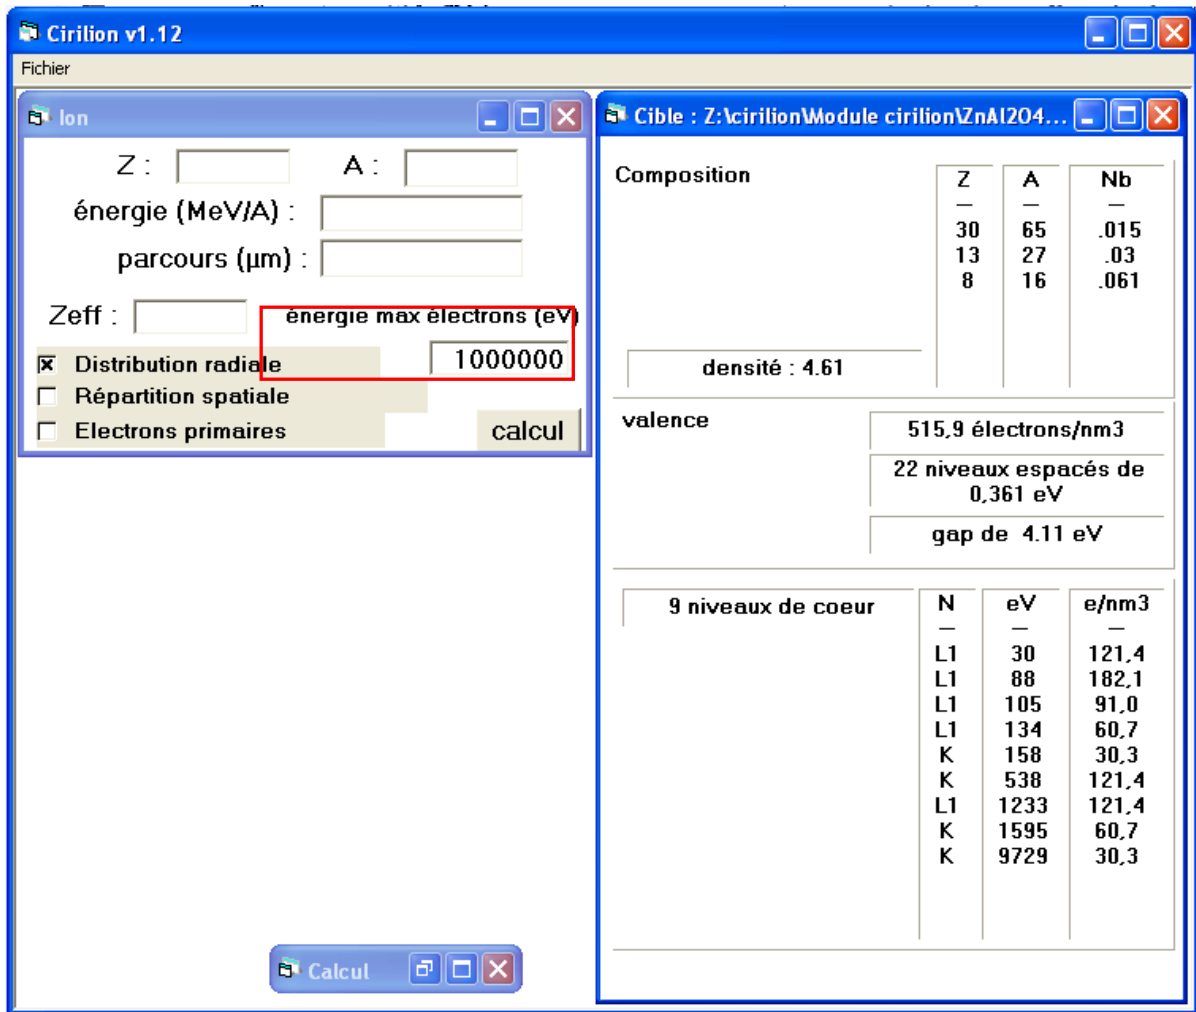 Cirilion v1.12
Fichier
Ion
Z :
A :
énergie (MeV/A) :
parcours (µm) :
Zeff :
énergie max électrons (eV)
1000000
Distribution radiale
Répartition spatiale
Electrons primaires
calcul
Cible : Z:\cirilion\Module cirilion\ZnAl2O4...
Composition
Z A Nb
30 65 .015
13 27 .03
8 16 .061
densité : 4.61
valence
515,9 électrons/nm3
22 niveaux espacés de
0,361 eV
gap de 4.11 eV
9 niveaux de coeur
N eV e/nm3
L1 30 121,4
L1 88 182,1
L1 105 91,0
L1 134 60,7
K 158 30,3
K 538 121,4
L1 1233 121,4
K 1595 60,7
K 9729 30,3
Calcul